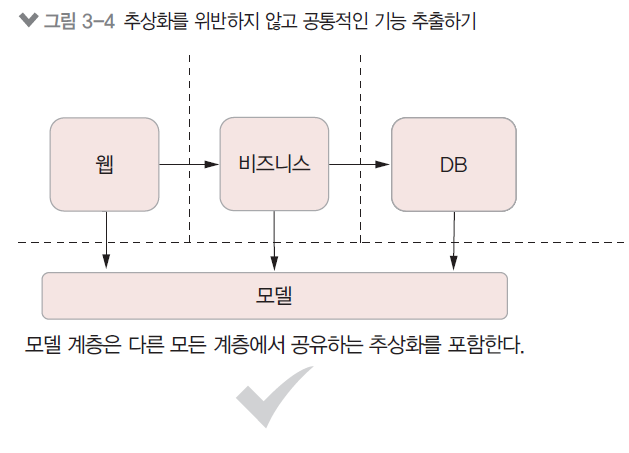 그림 3-4 추상화를 위반하지 않고 공통적인 기능 추출하기
웹
비즈니스
DB
모델
모델 계층은 다른 모든 계층에서 공유하는 추상화를 포함한다.